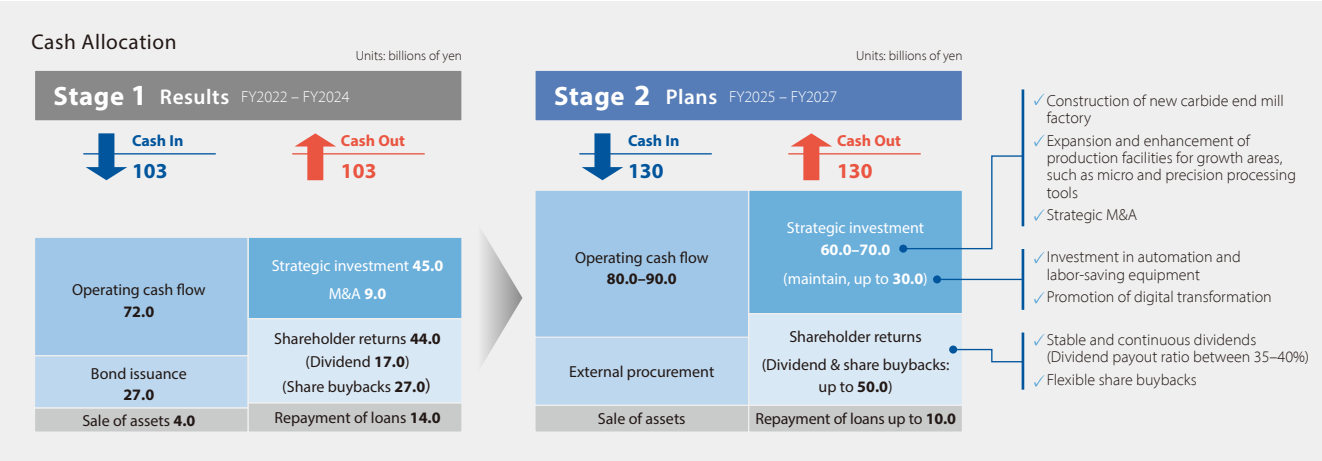 Cash Allocation
Units: billions of yen
Stage 1 Results FY2022 – FY2024
Cash In
103
Cash Out
103
Operating cash flow
72.0
Bond issuance
27.0
Sale of assets 4.0
Strategic investment 45.0
M&A 9.0
Shareholder returns 44.0
(Dividend 17.0)
(Share buybacks 27.0)
Repayment of loans 14.0
Units: billions of yen
Stage 2 Plans FY2025 – FY2027
Cash In
130
Cash Out
130
Operating cash flow
80.0–90.0
External procurement
Sale of assets
Strategic investment
60.0–70.0
(maintain, up to 30.0)
Shareholder returns
(Dividend & share buybacks:
up to 50.0)
Repayment of loans up to 10.0
✓Construction of new carbide end mill
factory
✓Expansion and enhancement of
production facilities for growth areas,
such as micro and precision processing
tools
✓Strategic M&A
✓Investment in automation and
labor-saving equipment
✓Promotion of digital transformation
✓Stable and continuous dividends
(Dividend payout ratio between 35–40%)
✓Flexible share buybacks